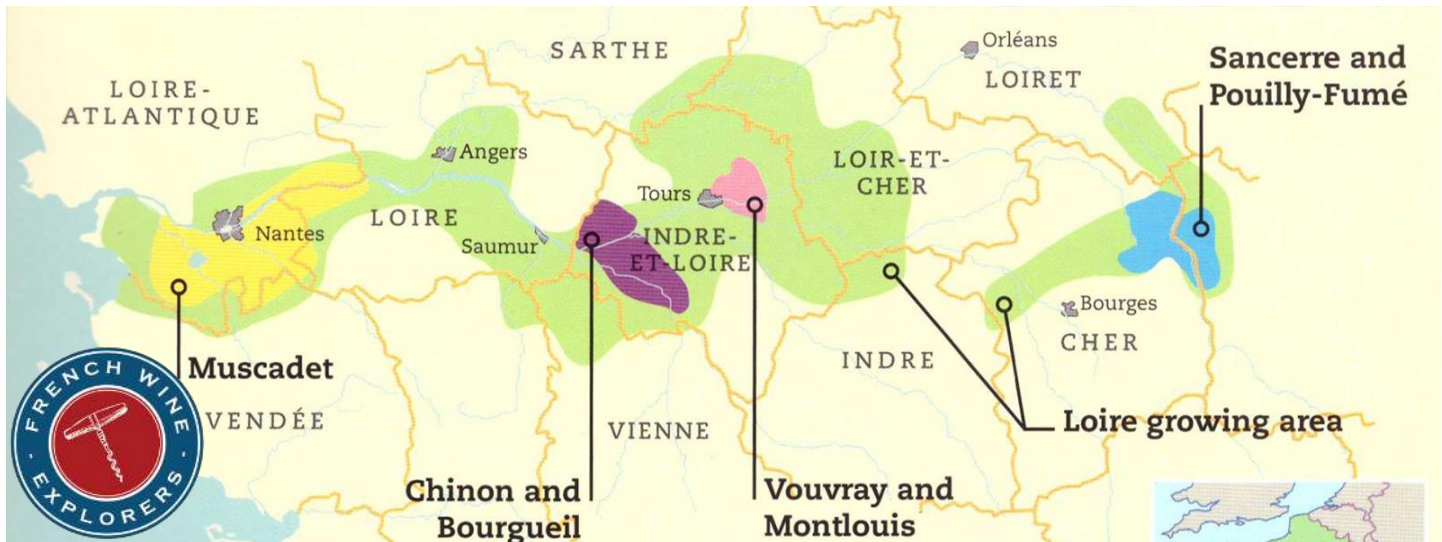 SARTHE
Orléans
LOIRET
Sancerre and
Pouilly-Fumé
LOIRE-
ATLANTIQUE
Angers
LOIR-ET-
CHER
Tours
LOIRE
Nantes
Saumur
INDRE-
ET-LOIRE
Bourges
CHER
INDRE
Muscadet
VENDÉE
VIENNE
Loire growing area
Chinon and
Bourgueil
Vouvray and
Montlouis
FRENCH WINE
EXPLORERS